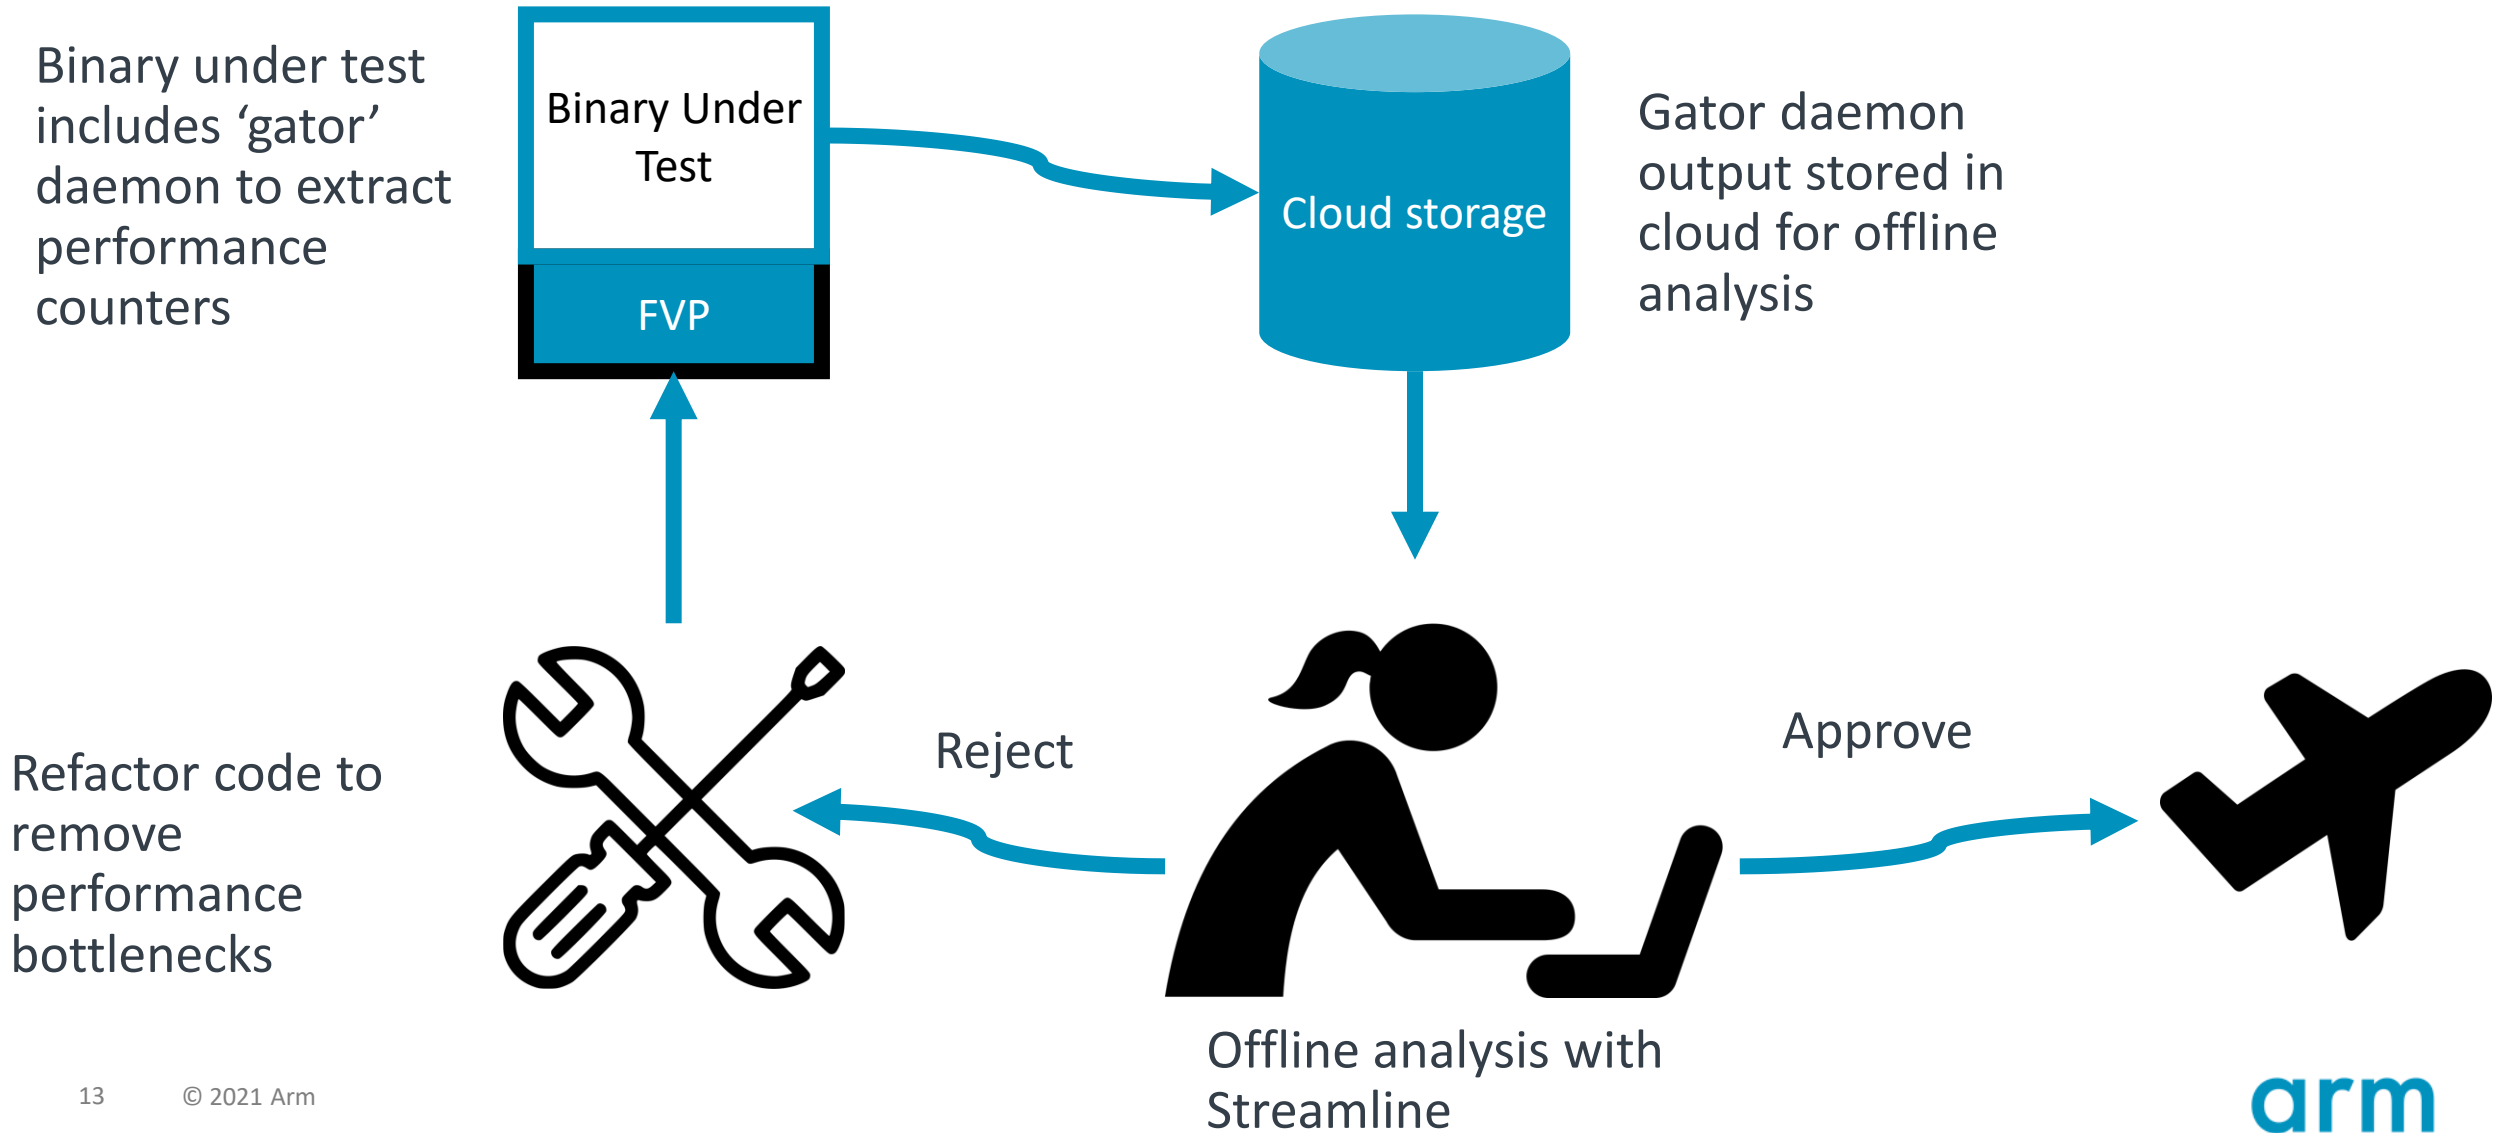 Binary under test
includes ‘gator’
daemon to extract
performance
counters
Binary Under
Test
FVP
Cloud storage
Gator daemon
output stored in
cloud for offline
analysis
Refactor code to
remove
performance
bottlenecks
Reject
Approve
Offline analysis with
Streamline
13
© 2021 Arm
arm